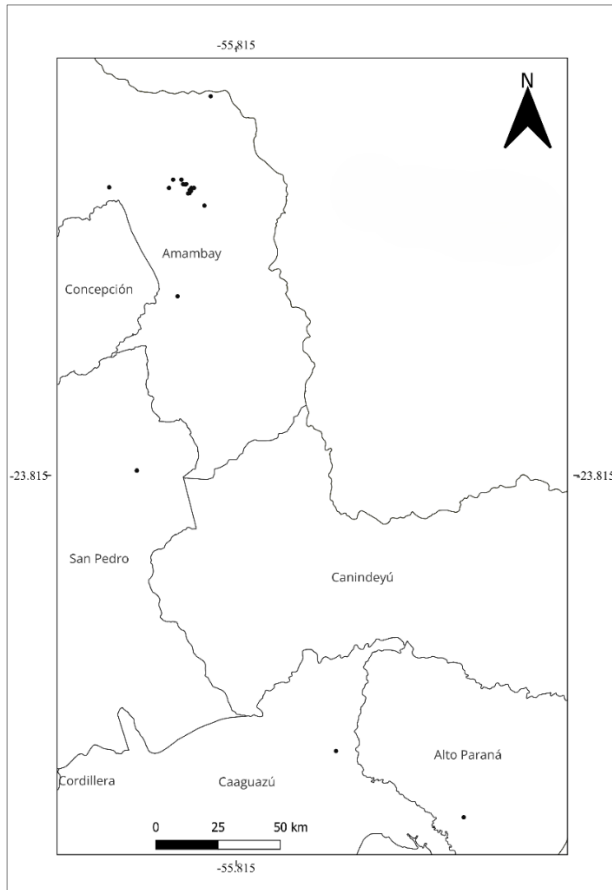 -55.815
N
Amambay
Concepción
-23.815
-23.815
San Pedro
Canindeyú
Alto Paraná
Cordillera
Caaguazú
0 25 50 km
-55.815